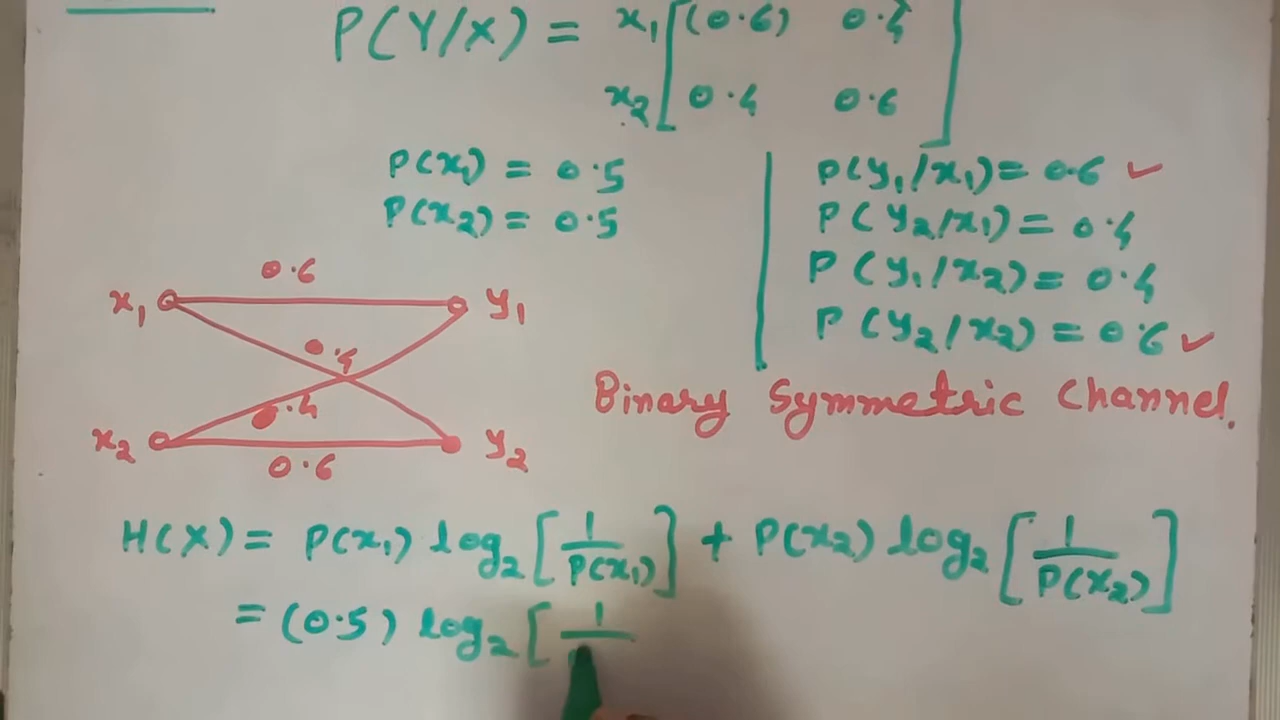 P(Y/X) = x₁ [(0.6) 0.4
x₂ [0.4 0.6]
P(x₁) = 0.5
P(x₂) = 0.5
P(y₁/x₁) = 0.6 ✓
P(y₂/x₁) = 0.4
P(y₁/x₂) = 0.4
P(y₂/x₂) = 0.6 ✓
0.6
x₁ y₁
0.4
0.4
x₂ y₂
0.6
Binary Symmetric Channel.
H(X) = P(x₁) log₂ [1/P(x₁)] + P(x₂) log₂ [1/P(x₂)]
= (0.5) log₂ [1/